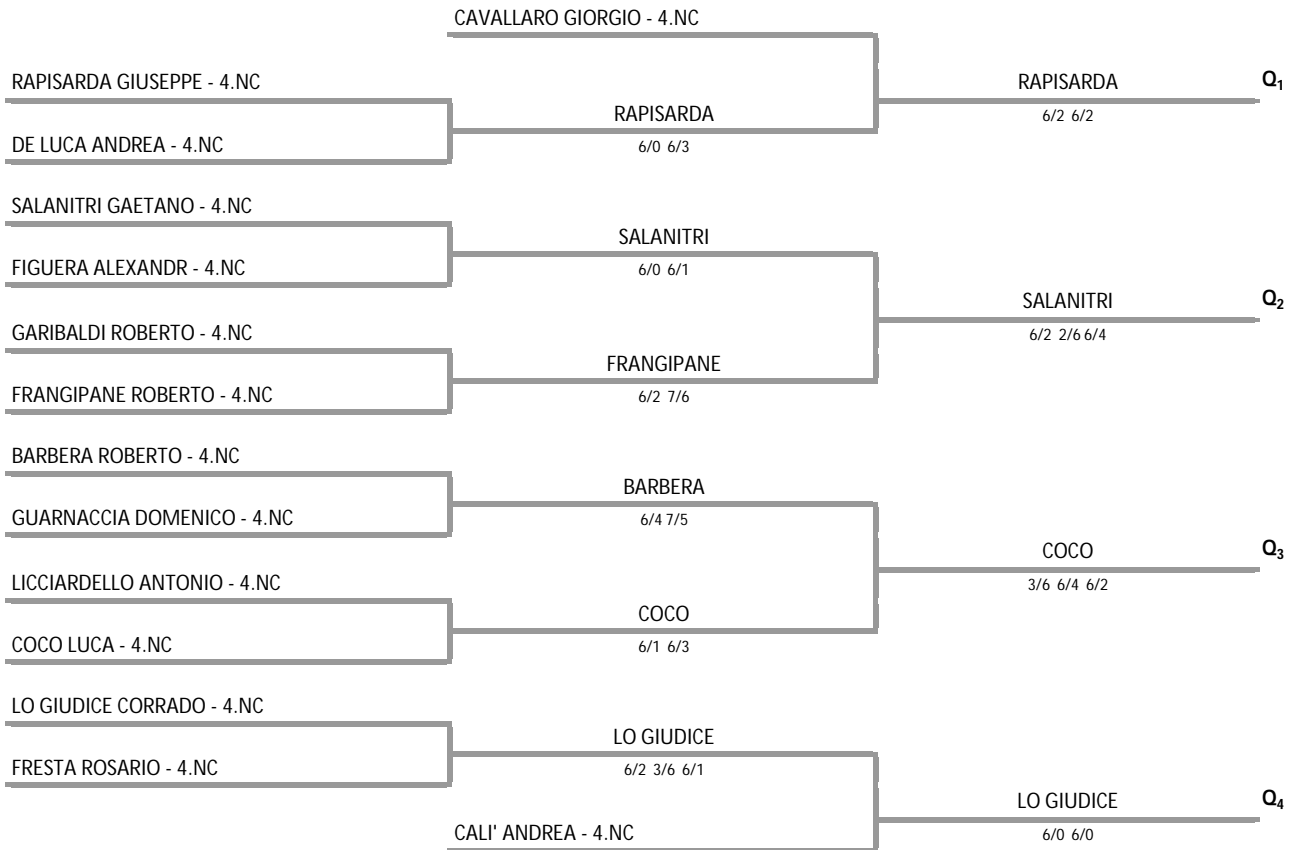 CAVALLARO GIORGIO - 4.NC
RAPISARDA GIUSEPPE - 4.NC
RAPISARDA
Q₁
RAPISARDA
6/2 6/2
DE LUCA ANDREA - 4.NC
6/0 6/3
SALANITRI GAETANO - 4.NC
SALANITRI
FIGUERA ALEXANDR - 4.NC
6/0 6/1
SALANITRI
Q₂
GARIBALDI ROBERTO - 4.NC
6/2 2/6 6/4
FRANGIPANE
FRANGIPANE ROBERTO - 4.NC
6/2 7/6
BARBERA ROBERTO - 4.NC
BARBERA
GUARNACCIA DOMENICO - 4.NC
6/4 7/5
COCO
Q₃
LICCIARDELLO ANTONIO - 4.NC
3/6 6/4 6/2
COCO
COCO LUCA - 4.NC
6/1 6/3
LO GIUDICE CORRADO - 4.NC
LO GIUDICE
FRESTA ROSARIO - 4.NC
6/2 3/6 6/1
LO GIUDICE
Q₄
CALI' ANDREA - 4.NC
6/0 6/0